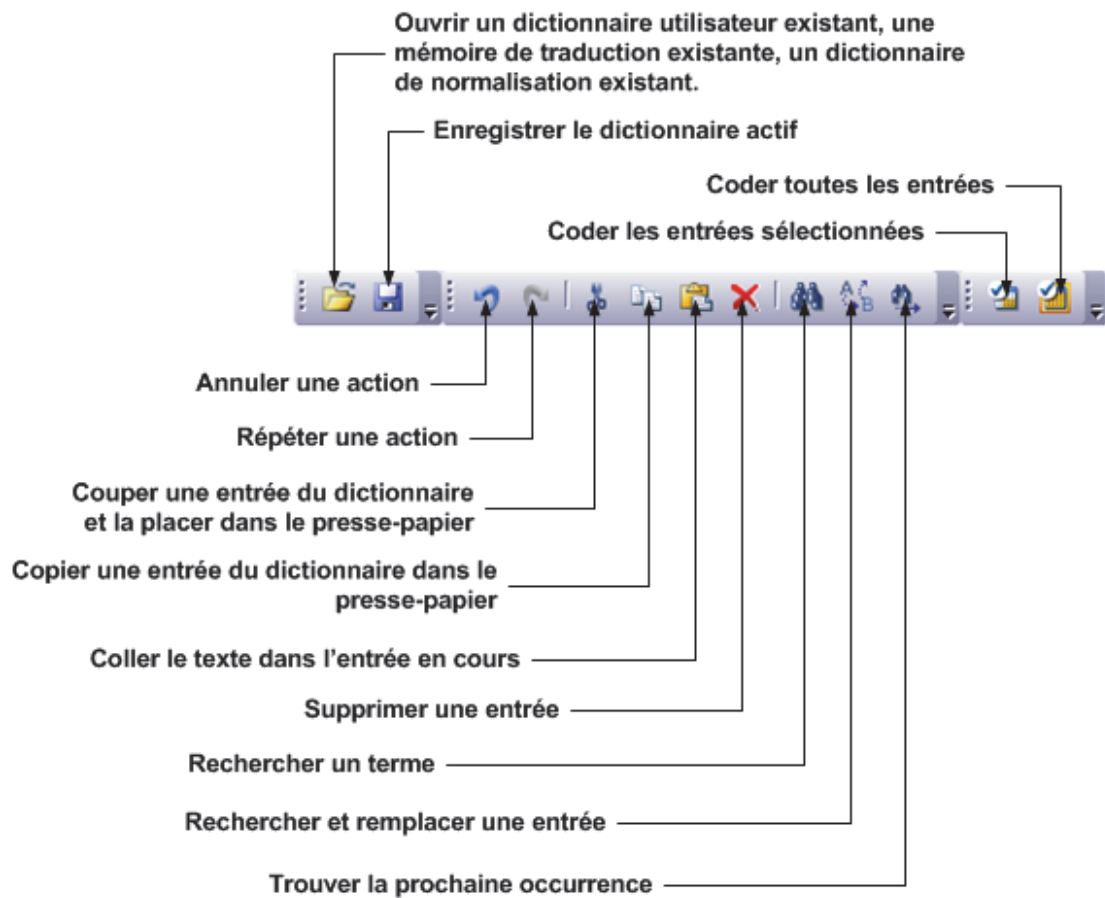 Ouvrir un dictionnaire utilisateur existant, une
mémoire de traduction existante, un dictionnaire
de normalisation existant.
Enregistrer le dictionnaire actif
Coder toutes les entrées
Coder les entrées sélectionnées
A
B
Annuler une action
Répéter une action
Couper une entrée du dictionnaire
et la placer dans le presse-papier
Copier une entrée du dictionnaire dans le
presse-papier
Coller le texte dans l'entrée en cours
Supprimer une entrée
Rechercher un terme
Rechercher et remplacer une entrée
Trouver la prochaine occurrence